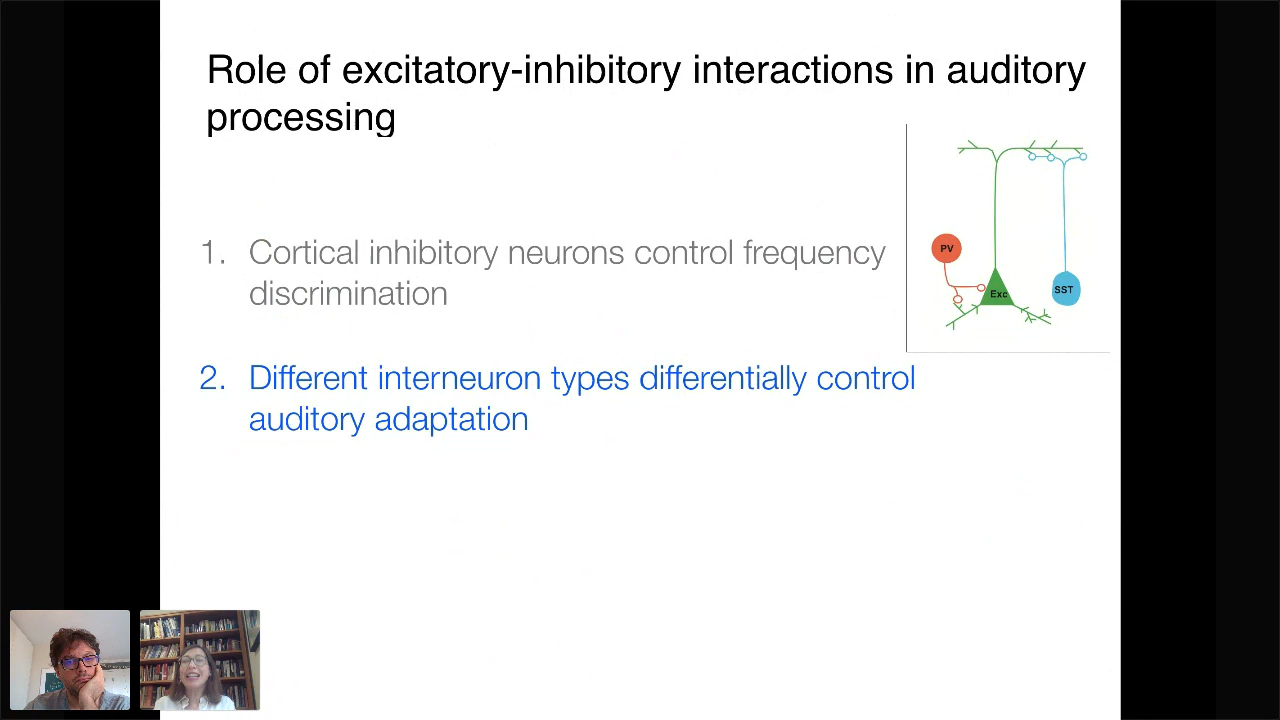 Role of excitatory-inhibitory interactions in auditory
processing
1. Cortical inhibitory neurons control frequency
discrimination
2. Different interneuron types differentially control
auditory adaptation
PV
Exc
SST